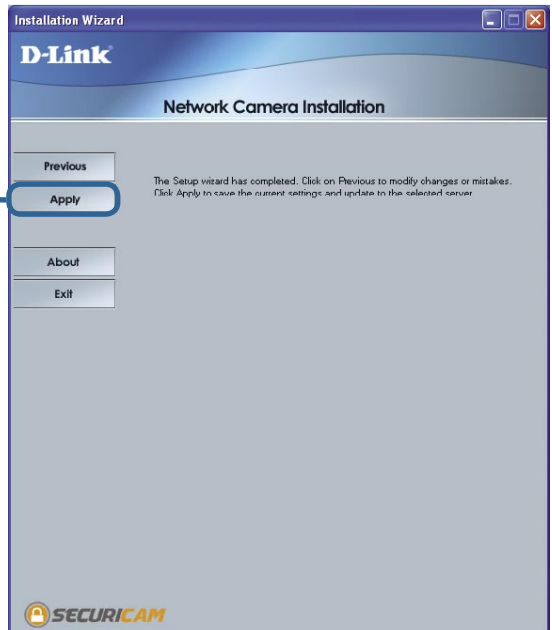 Installation Wizard
D-Link
Network Camera Installation
Previous
The Setup wizard has completed. Click on Previous to modify changes or mistakes.
Click Apply to save the current settings and update to the selected server
Apply
About
Exit
SECURICAM